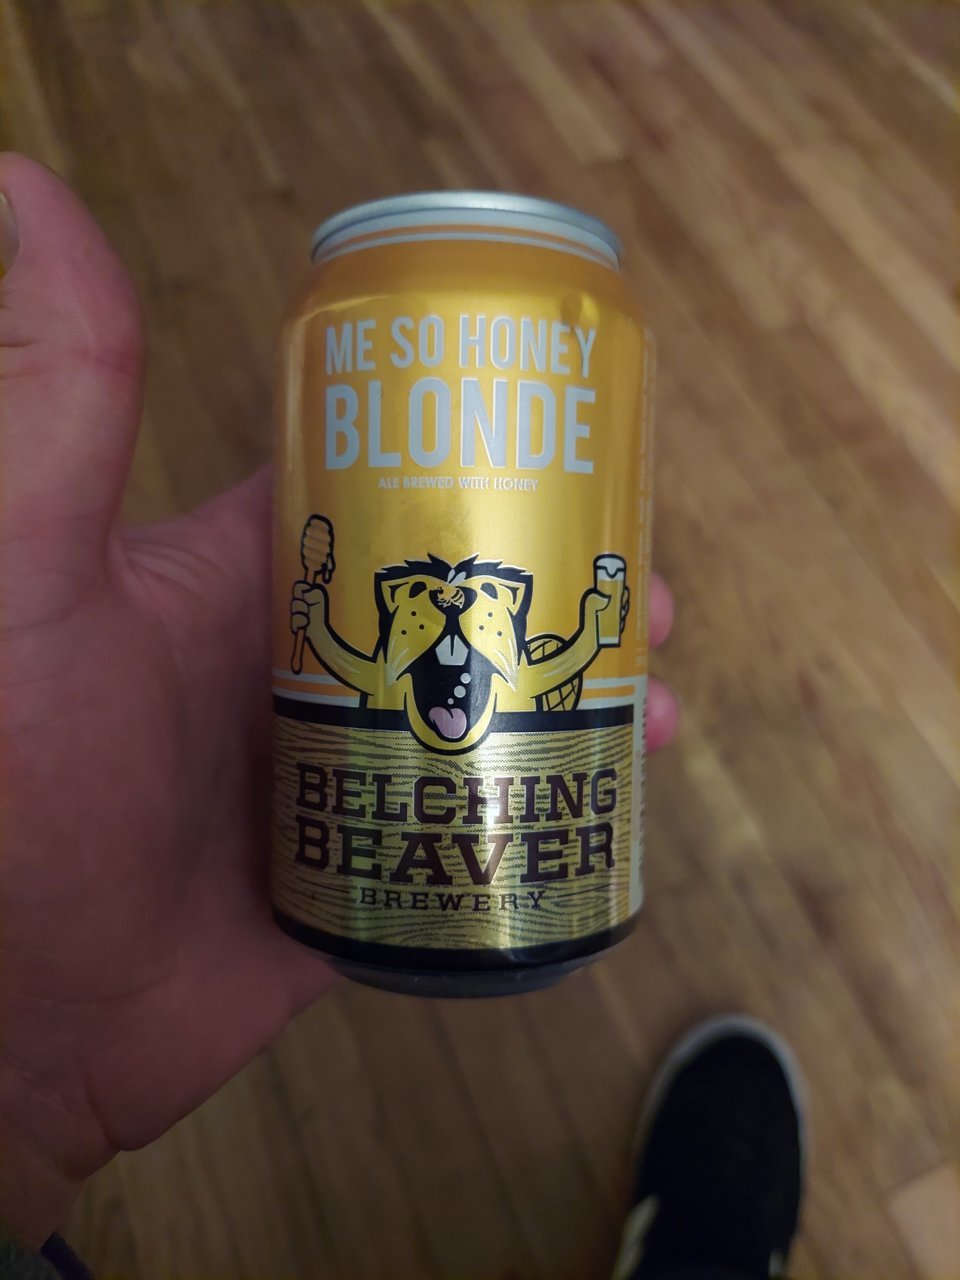 ME SO HONEY
BLONDE
ALE BREWED WITH HONEY
BELCHING
BEAVER
BREWERY